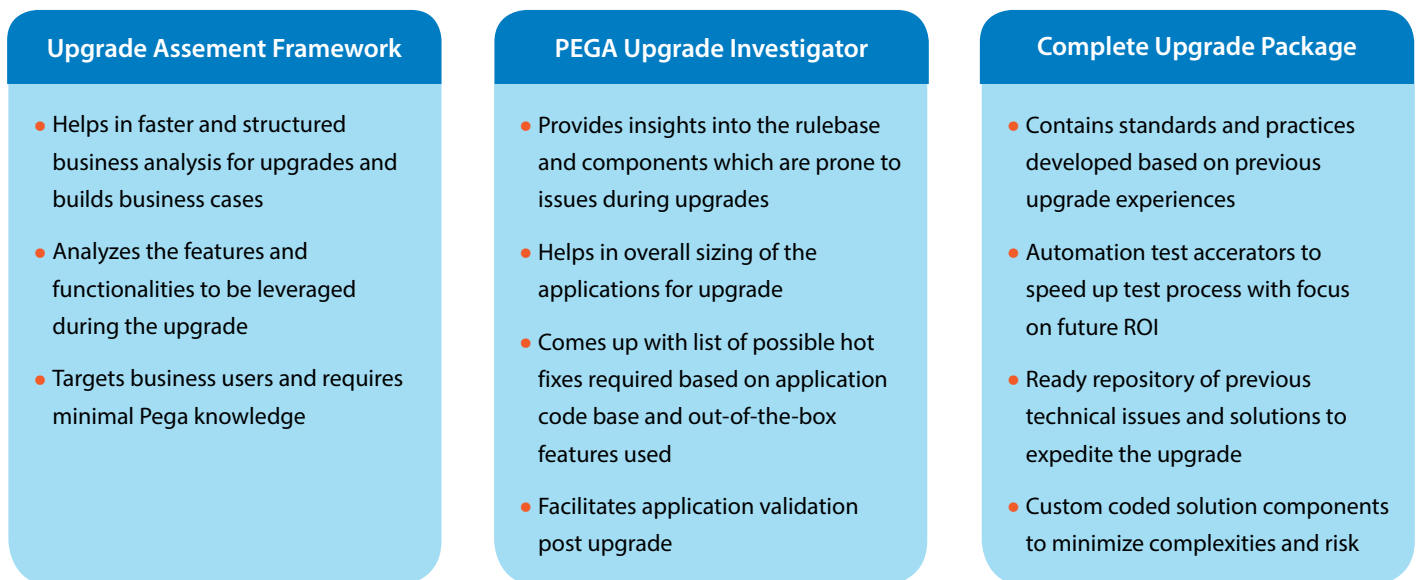 Upgrade Assement Framework
• Helps in faster and structured
business analysis for upgrades and
builds business cases
• Analyzes the features and
functionalities to be leveraged
during the upgrade
• Targets business users and requires
minimal Pega knowledge
PEGA Upgrade Investigator
• Provides insights into the rulebase
and components which are prone to
issues during upgrades
• Helps in overall sizing of the
applications for upgrade
• Comes up with list of possible hot
fixes required based on application
code base and out-of-the-box
features used
• Facilitates application validation
post upgrade
Complete Upgrade Package
• Contains standards and practices
developed based on previous
upgrade experiences
• Automation test accerators to
speed up test process with focus
on future ROI
• Ready repository of previous
technical issues and solutions to
expedite the upgrade
• Custom coded solution components
to minimize complexities and risk